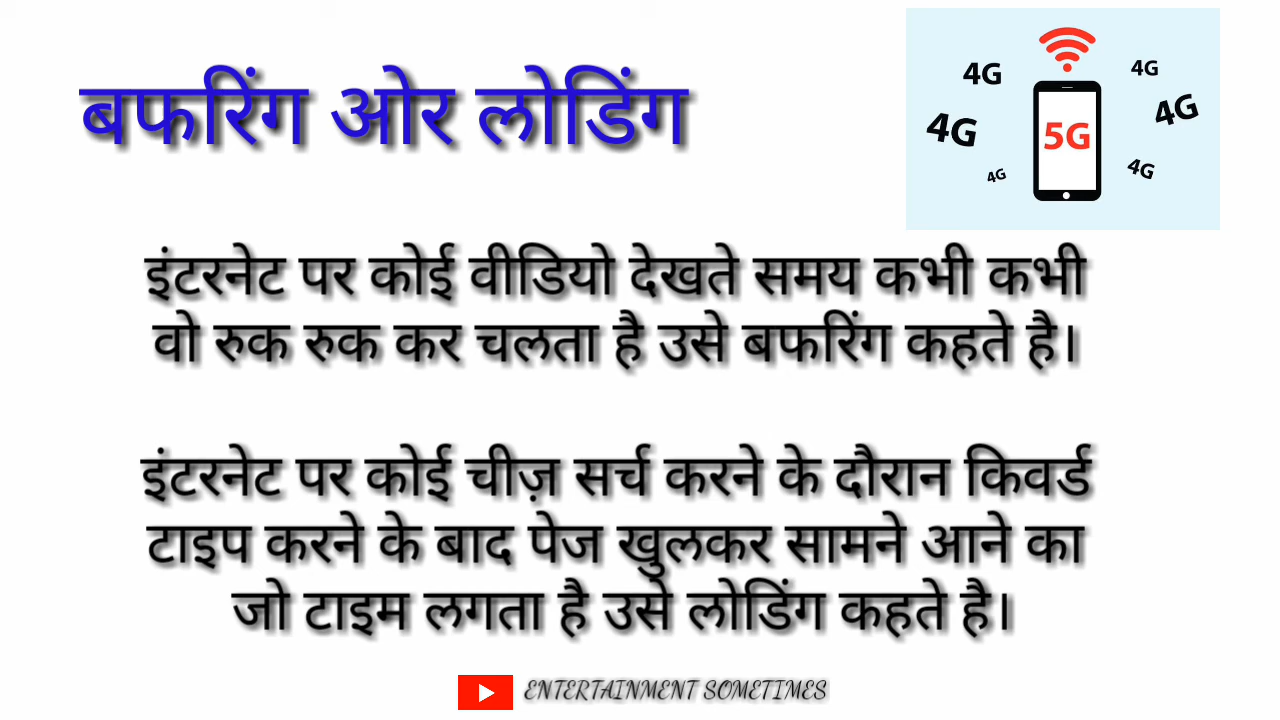 बफरिंग ओर लोडिंग
4G
4G
4G
4G
5G
4G
4G
इंटरनेट पर कोई वीडियो देखते समय कभी कभी
वो रुक रुक कर चलता है उसे बफरिंग कहते है।
इंटरनेट पर कोई चीज़ सर्च करने के दौरान किवर्ड
टाइप करने के बाद पेज खुलकर सामने आने का
जो टाइम लगता है उसे लोडिंग कहते है।
ENTERTAINMENT SOMETIMES